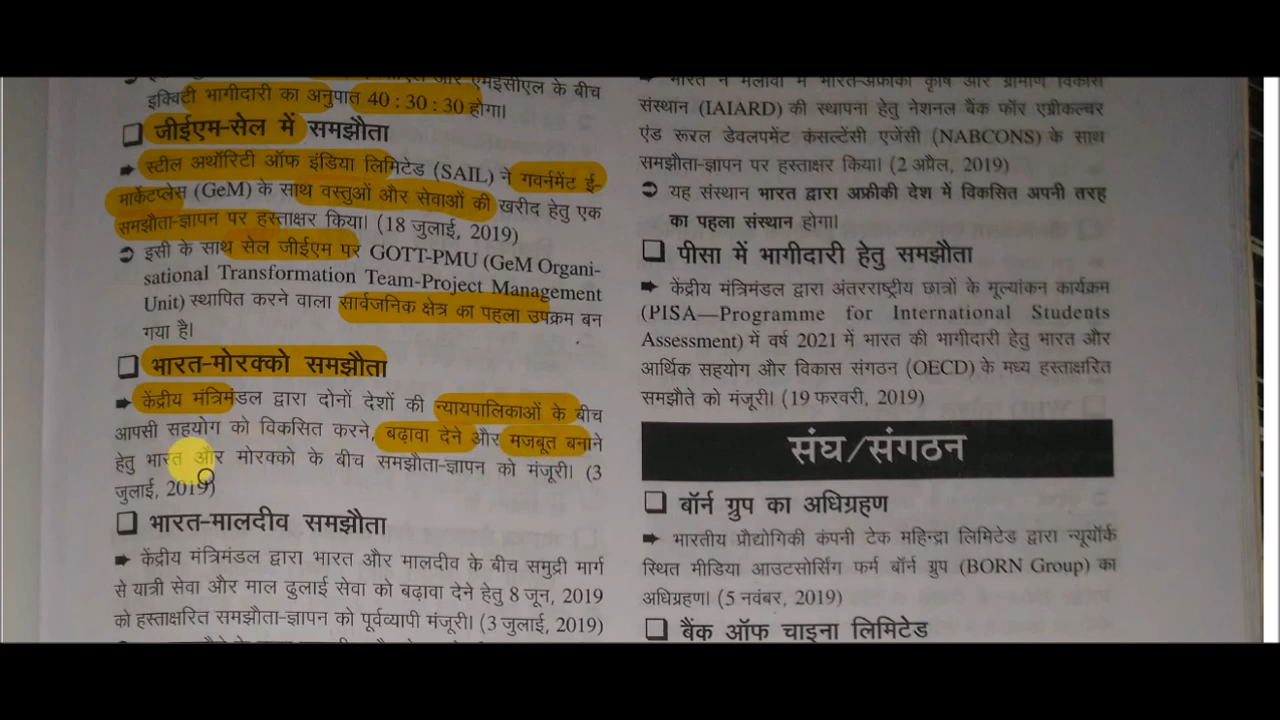 एमईसीएल के बीच
इक्विटी भागीदारी का अनुपात 40 : 30 : 30 होगा।
❑ जीईएम-सेल में समझौता
➨ स्टील अथॉरिटी ऑफ इंडिया लिमिटेड (SAIL) ने गवर्नमेंट ई-
मार्केटप्लेस (GeM) के साथ वस्तुओं और सेवाओं की खरीद हेतु एक
समझौता-ज्ञापन पर हस्ताक्षर किया। (18 जुलाई, 2019)
➲ इसी के साथ सेल जीईएम पर GOTT-PMU (GeM Organi-
sational Transformation Team-Project Management
Unit) स्थापित करने वाला सार्वजनिक क्षेत्र का पहला उपक्रम बन
गया है।
❑ भारत-मोरक्को समझौता
➨ केंद्रीय मंत्रिमंडल द्वारा दोनों देशों की न्यायपालिकाओं के बीच
आपसी सहयोग को विकसित करने, बढ़ावा देने और मजबूत बनाने
हेतु भारत और मोरक्को के बीच समझौता-ज्ञापन को मंजूरी। (3
जुलाई, 2019)
❑ भारत-मालदीव समझौता
➨ केंद्रीय मंत्रिमंडल द्वारा भारत और मालदीव के बीच समुद्री मार्ग
से यात्री सेवा और माल ढुलाई सेवा को बढ़ावा देने हेतु 8 जून, 2019
को हस्ताक्षरित समझौता-ज्ञापन को पूर्वव्यापी मंजूरी। (3 जुलाई, 2019)
➨ भारत ने मलावी में भारत-अफ्रीका कृषि और ग्रामीण विकास
संस्थान (IAIARD) की स्थापना हेतु नेशनल बैंक फॉर एग्रीकल्चर
एंड रूरल डेवलपमेंट कंसल्टेंसी एजेंसी (NABCONS) के साथ
समझौता-ज्ञापन पर हस्ताक्षर किया। (2 अप्रैल, 2019)
➲ यह संस्थान भारत द्वारा अफ्रीकी देश में विकसित अपनी तरह
का पहला संस्थान होगा।
❑ पीसा में भागीदारी हेतु समझौता
➨ केंद्रीय मंत्रिमंडल द्वारा अंतरराष्ट्रीय छात्रों के मूल्यांकन कार्यक्रम
(PISA—Programme for International Students
Assessment) में वर्ष 2021 में भारत की भागीदारी हेतु भारत और
आर्थिक सहयोग और विकास संगठन (OECD) के मध्य हस्ताक्षरित
समझौते को मंजूरी। (19 फरवरी, 2019)
संघ/संगठन
❑ बॉर्न ग्रुप का अधिग्रहण
➨ भारतीय प्रौद्योगिकी कंपनी टेक महिन्द्रा लिमिटेड द्वारा न्यूयॉर्क
स्थित मीडिया आउटसोर्सिंग फर्म बॉर्न ग्रुप (BORN Group) का
अधिग्रहण। (5 नवंबर, 2019)
❑ बैंक ऑफ चाइना लिमिटेड